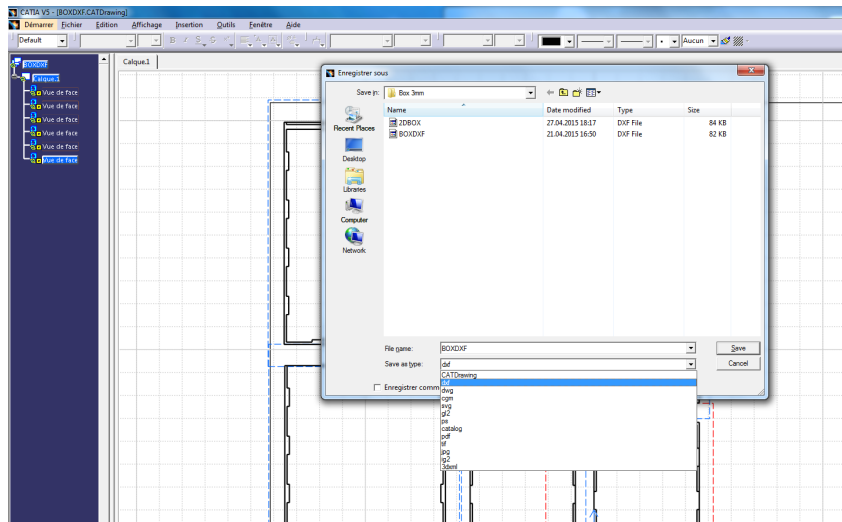 CATIA V5 - [BOXDXF.CATDrawing]
Démarrer Fichier Edition Affichage Insertion Outils Fenêtre Aide
Default B I S S Aucun
BOXDXF
Calque.1
Vue de face
Vue de face
Vue de face
Vue de face
Vue de face
Vue de face
Calque.1
Enregistrer sous
Save in: Box 3mm
Name Date modified Type Size
2DBOX 27.04.2015 18:17 DXF File 84 KB
BOXDXF 21.04.2015 16:50 DXF File 82 KB
Recent Places
Desktop
Libraries
Computer
Network
File name: BOXDXF Save
Save as type: dxf Cancel
Enregistrer comm
CATDrawing
dxf
dwg
cgm
svg
gl2
ps
catalog
pdf
tif
jpg
ig2
3dxml